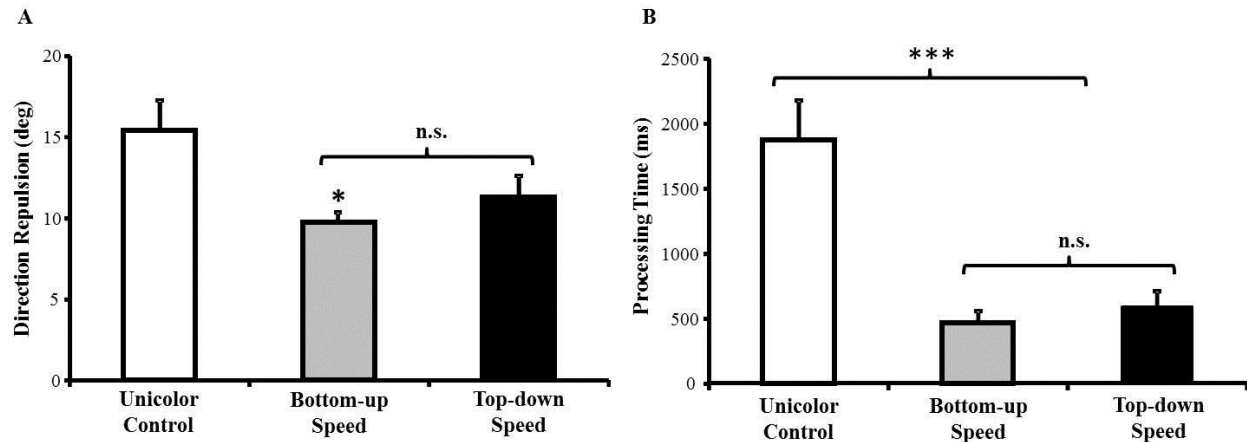 A
Direction Repulsion (deg)
20
15
10
5
0
*
n.s.
Unicolor
Control
Bottom-up
Speed
Top-down
Speed
B
Processing Time (ms)
2500
2000
1500
1000
500
0
***
n.s.
Unicolor
Control
Bottom-up
Speed
Top-down
Speed